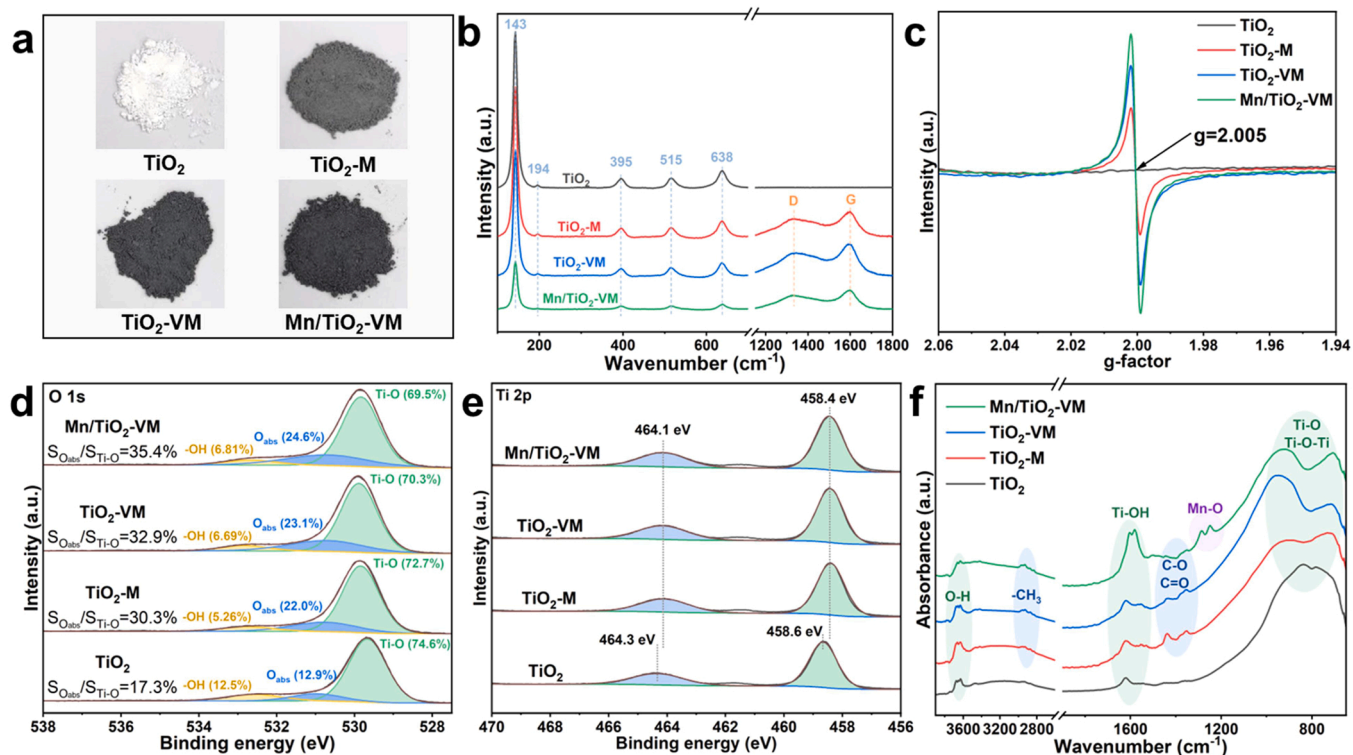 a
TiO2
TiO2-M
TiO2-VM
Mn/TiO2-VM
b
Intensity (a.u.)
143
194
395
515
638
TiO2
D
G
TiO2-M
TiO2-VM
Mn/TiO2-VM
200
400
600
1200
1400
1600
1800
Wavenumber (cm-1)
c
Intensity (a.u.)
TiO2
TiO2-M
TiO2-VM
Mn/TiO2-VM
g=2.005
2.06
2.04
2.02
2.00
1.98
1.96
1.94
g-factor
d
Intensity (a.u.)
O 1s
Ti-O (69.5%)
Mn/TiO2-VM
SOabs/STi-O=35.4%
-OH (6.81%)
Oabs (24.6%)
Ti-O (70.3%)
TiO2-VM
SOabs/STi-O=32.9%
-OH (6.69%)
Oabs (23.1%)
Ti-O (72.7%)
TiO2-M
SOabs/STi-O=30.3%
-OH (5.26%)
Oabs (22.0%)
Ti-O (74.6%)
TiO2
SOabs/STi-O=17.3%
-OH (12.5%)
Oabs (12.9%)
538
536
534
532
530
528
Binding energy (eV)
e
Intensity (a.u.)
Ti 2p
458.4 eV
464.1 eV
Mn/TiO2-VM
TiO2-VM
TiO2-M
464.3 eV
458.6 eV
TiO2
470
468
466
464
462
460
458
456
Binding energy (eV)
f
Absorbance (a.u.)
Mn/TiO2-VM
TiO2-VM
TiO2-M
TiO2
Ti-O
Ti-O-Ti
Ti-OH
Mn-O
C-O
C=O
O-H
-CH3
3600
3200
2800
1600
1400
1200
1000
800
Wavenumber (cm-1)